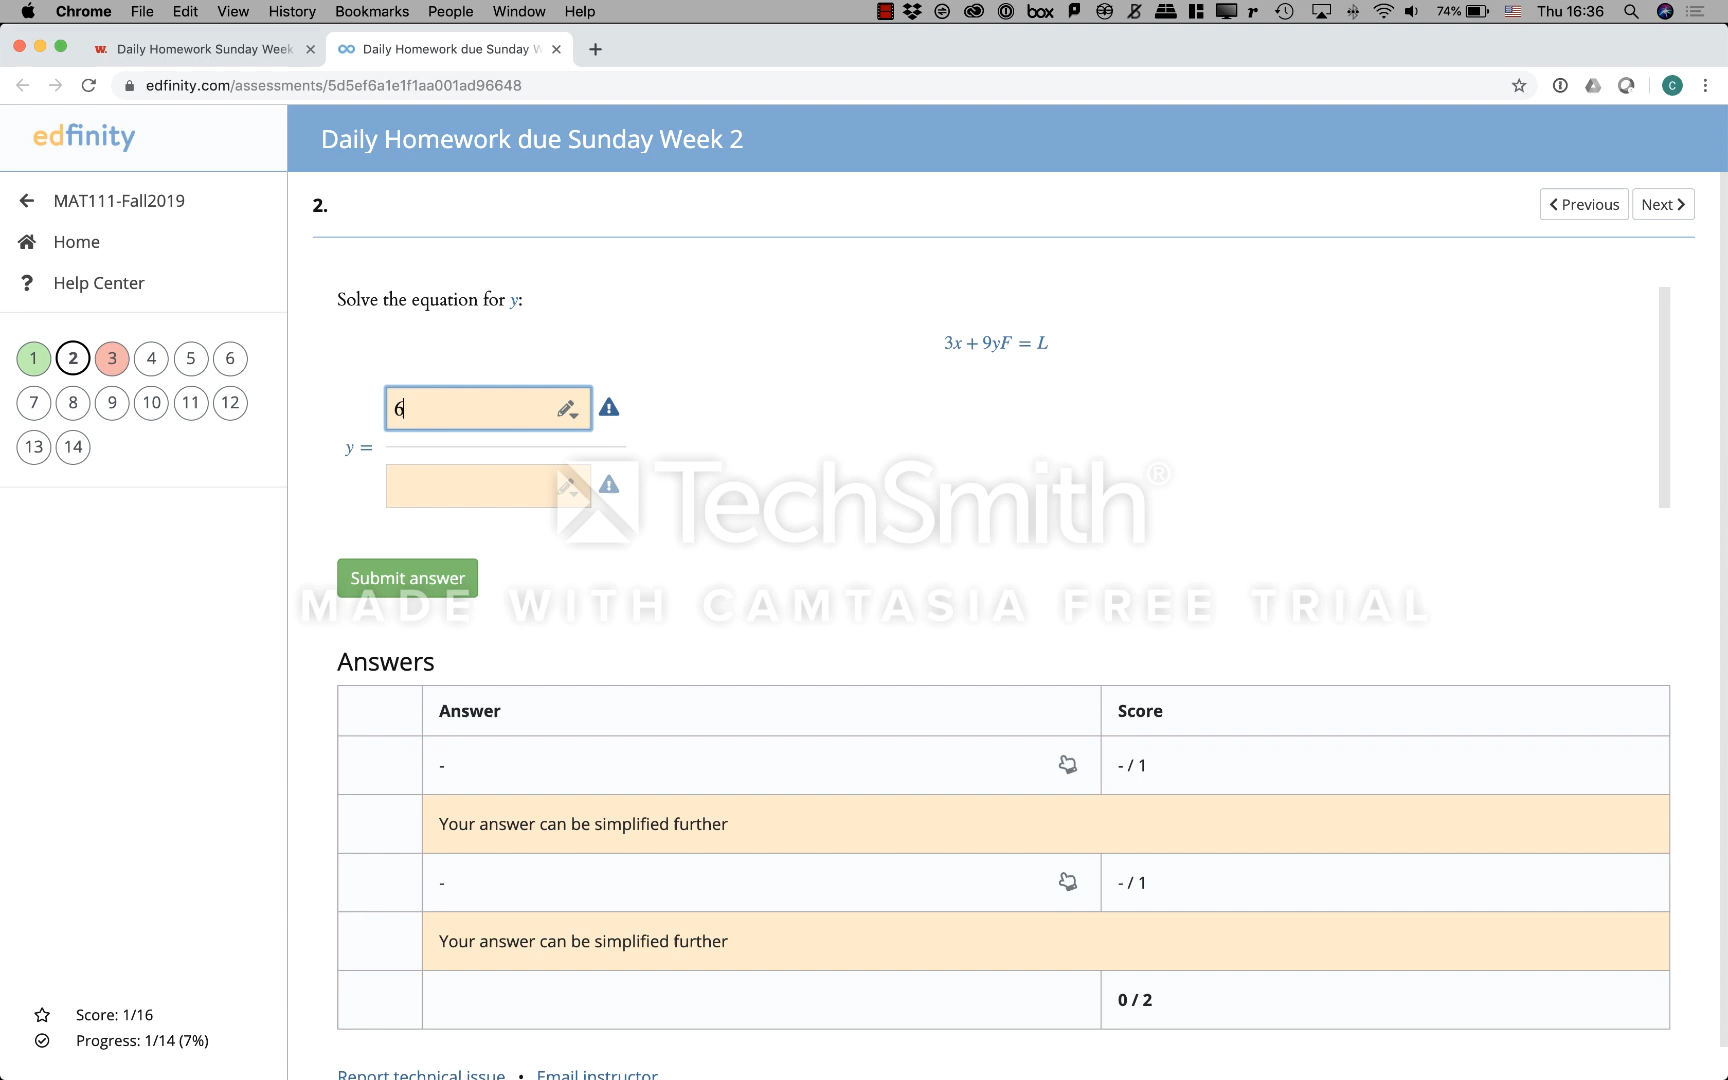 Chrome File Edit View History Bookmarks People Window Help box 74% Thu 16:36
w. Daily Homework Sunday Week Daily Homework due Sunday W
edfinity.com/assessments/5d5ef6a1e1f1aa001ad96648 C
edfinity
Daily Homework due Sunday Week 2
MAT111-Fall2019
Home
? Help Center
1 2 3 4 5 6
7 8 9 10 11 12
13 14
Score: 1/16
Progress: 1/14 (7%)
2.
Previous Next
Solve the equation for y:
3x + 9yF = L
6
y =
TechSmith®
Submit answer
MADE WITH CAMTASIA FREE TRIAL
Answers
Answer Score
- - / 1
Your answer can be simplified further
- - / 1
Your answer can be simplified further
0 / 2
Report technical issue • Email instructor